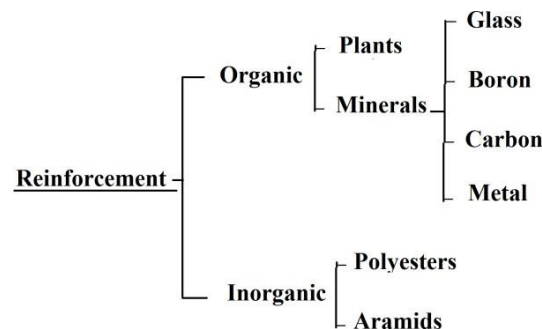 Reinforcement
Organic
Plants
Minerals
Glass
Boron
Carbon
Metal
Inorganic
Polyesters
Aramids